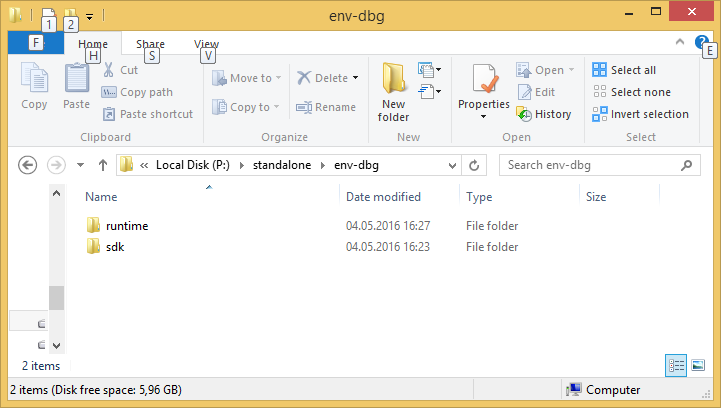 env-dbg
1 2
F Home Share View E
H S V
Copy Paste Cut
Copy path
Paste shortcut
Clipboard
Move to Delete
Copy to Rename
Organize
New folder
New
Properties
Open
Edit
History
Open
Select all
Select none
Invert selection
Select
« Local Disk (P:) standalone env-dbg Search env-dbg
Name Date modified Type Size
runtime 04.05.2016 16:27 File folder
sdk 04.05.2016 16:23 File folder
2 items
2 items (Disk free space: 5,96 GB) Computer